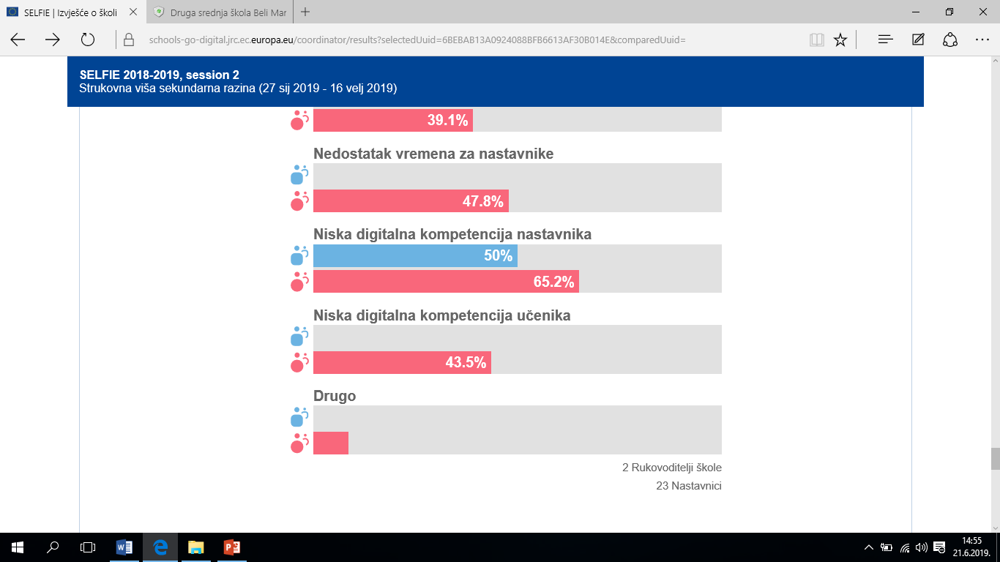 SELFIE | Izvješće o školi
Druga srednja škola Beli Mar
schools-go-digital.jrc.ec.europa.eu/coordinator/results?selectedUuid=6BEBAB13A0924088BFB6613AF30B014E&comparedUuid=
SELFIE 2018-2019, session 2
Strukovna viša sekundarna razina (27 sij 2019 - 16 velj 2019)
39.1%
Nedostatak vremena za nastavnike
47.8%
Niska digitalna kompetencija nastavnika
50%
65.2%
Niska digitalna kompetencija učenika
43.5%
Drugo
2 Rukovoditelji škole
23 Nastavnici
14:55
21.6.2019.